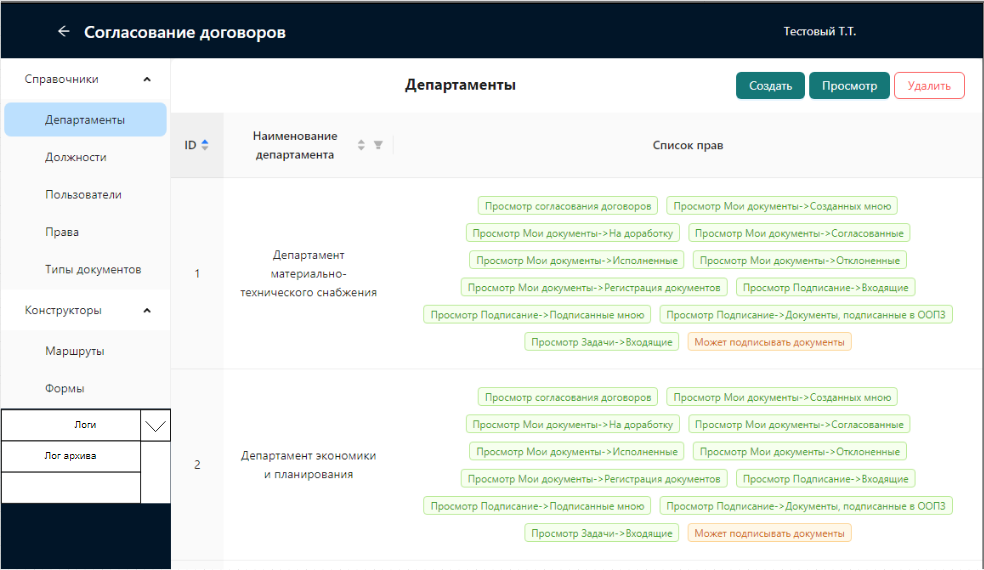 Согласование договоров
Тестовый Т.Т.
Справочники
Департаменты
Должности
Пользователи
Права
Типы документов
Конструкторы
Маршруты
Формы
Логи
Лог архива
Департаменты
Создать
Просмотр
Удалить
ID
Наименование
департамента
Список прав
1
Департамент
материально-
технического снабжения
Просмотр согласования договоров
Просмотр Мои документы->Созданных мною
Просмотр Мои документы->На доработку
Просмотр Мои документы->Согласованные
Просмотр Мои документы->Исполненные
Просмотр Мои документы->Отклоненные
Просмотр Мои документы->Регистрация документов
Просмотр Подписание->Входящие
Просмотр Подписание->Подписанные мною
Просмотр Подписание->Документы, подписанные в ООПЗ
Просмотр Задачи->Входящие
Может подписывать документы
2
Департамент экономики
и планирования
Просмотр согласования договоров
Просмотр Мои документы->Созданных мною
Просмотр Мои документы->На доработку
Просмотр Мои документы->Согласованные
Просмотр Мои документы->Исполненные
Просмотр Мои документы->Отклоненные
Просмотр Мои документы->Регистрация документов
Просмотр Подписание->Входящие
Просмотр Подписание->Подписанные мною
Просмотр Подписание->Документы, подписанные в ООПЗ
Просмотр Задачи->Входящие
Может подписывать документы